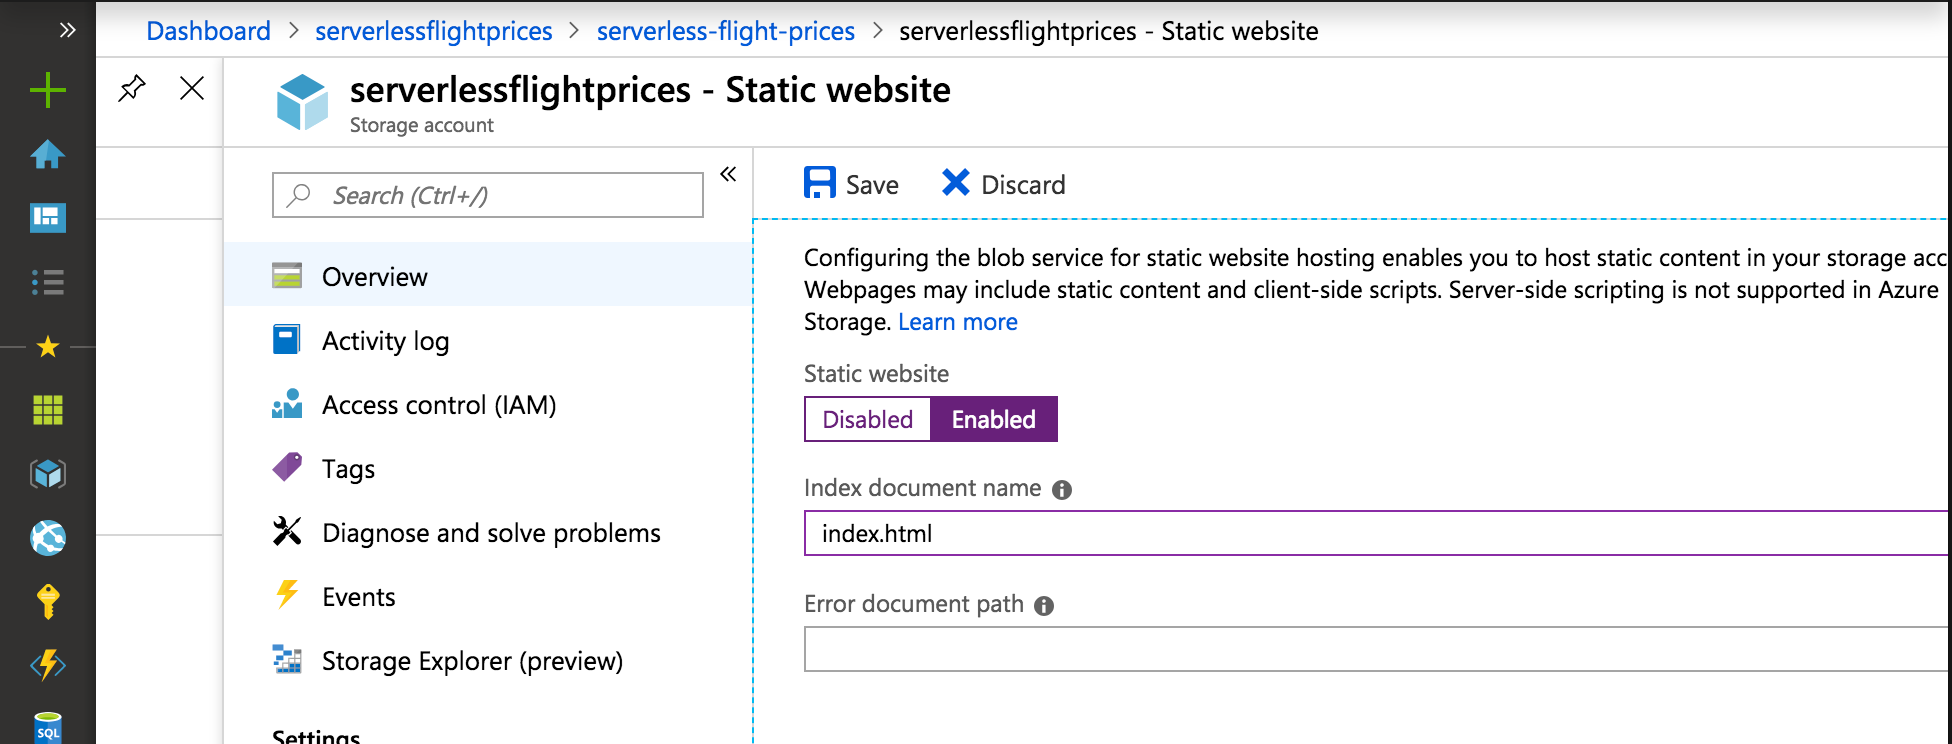 Dashboard > serverlessflightprices > serverless-flight-prices > serverlessflightprices - Static website
serverlessflightprices - Static website
Storage account
Search (Ctrl+/)
Overview
Activity log
Access control (IAM)
Tags
Diagnose and solve problems
Events
Storage Explorer (preview)
Settings
Save Discard
Configuring the blob service for static website hosting enables you to host static content in your storage acc
Webpages may include static content and client-side scripts. Server-side scripting is not supported in Azure
Storage. Learn more
Static website
Disabled Enabled
Index document name
index.html
Error document path
SQL